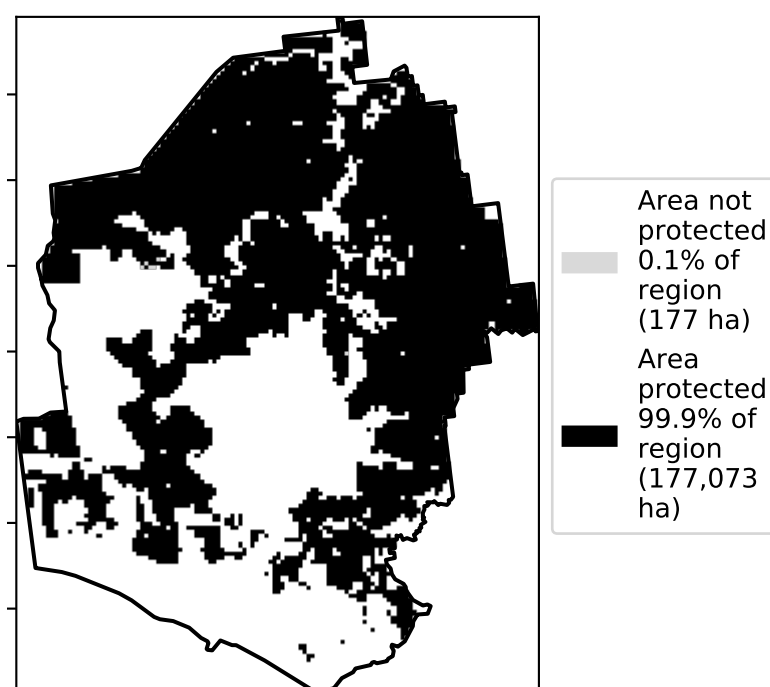 Area not
protected
0.1% of
region
(177 ha)
Area
protected
99.9% of
region
(177,073
ha)